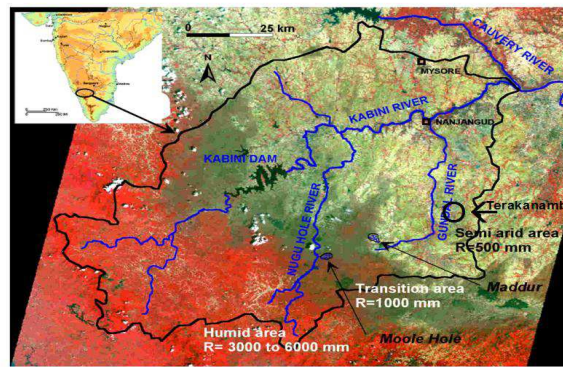 0
25 km
N
CAUVERY RIVER
MYSORE
KABINI RIVER
NANJANGUD
KABINI DAM
NUGU HOLE RIVER
GUNDAL RIVER
Terakanamb
Semi arid area
R=500 mm
Maddur
Transition area
R=1000 mm
Humid area
R= 3000 to 6000 mm
Moole Hole